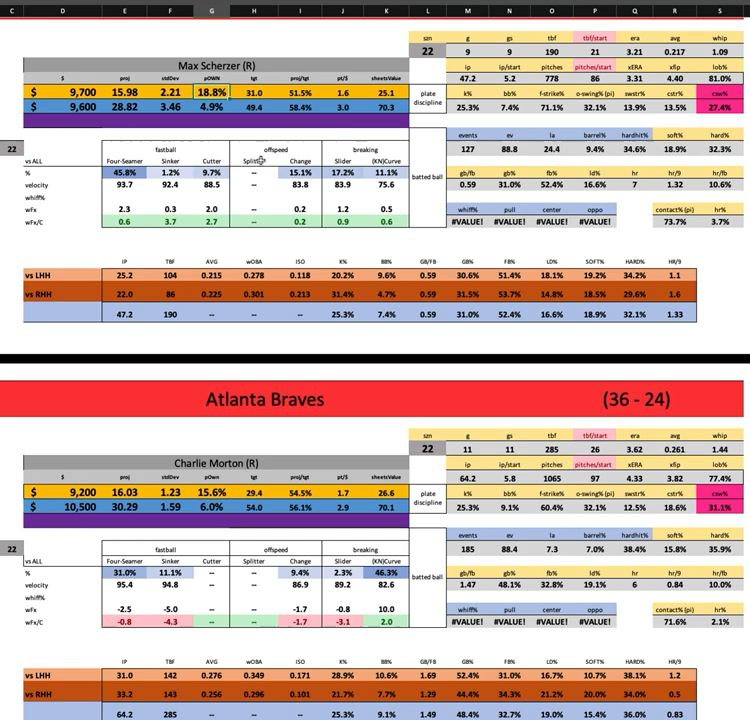 C D E F G H I J K L M N O P Q R S
szn g gs tbf tbf/start era avg whip
22 9 9 190 21 3.21 0.217 1.09
Max Scherzer (R) ip ip/start pitches pitches/start xERA xfip lob%
$ proj stdDev pOWN tgt proj/tgt pt/$ sheetsValue 47.2 5.2 778 86 3.31 4.40 81.0%
$ 9,700 15.98 2.21 18.8% 31.0 51.5% 1.6 25.1 plate discipline k% bb% f-strike% o-swing% (pi) swstr% cstr% csw%
$ 9,600 28.82 3.46 4.9% 49.4 58.4% 3.0 70.3 25.3% 7.4% 71.1% 32.1% 13.9% 13.5% 27.4%
events ev la barrel% hardhit% soft% hard%
22 fastball offspeed breaking 127 88.8 24.4 9.4% 34.6% 18.9% 32.3%
vs ALL Four-Seamer Sinker Cutter Splitter Change Slider (KN)Curve batted ball
% 45.8% 1.2% 9.7% -- 15.1% 17.2% 11.1% gb/fb gb% fb% ld% hr hr/9 hr/fb
velocity 93.7 92.4 88.5 -- 83.8 83.9 75.6 0.59 31.0% 52.4% 16.6% 7 1.32 10.6%
whiff%
wFx 2.3 0.3 2.0 -- 0.2 1.2 0.5 whiff% pull center oppo contact% (pi) hr%
wFx/C 0.6 3.7 2.7 -- 0.2 0.9 0.6 #VALUE! #VALUE! #VALUE! #VALUE! 73.7% 3.7%
IP TBF AVG wOBA ISO K% BB% GB/FB GB% FB% LD% SOFT% HARD% HR/9
vs LHH 25.2 104 0.215 0.278 0.118 20.2% 9.6% 0.59 30.6% 51.4% 18.1% 19.2% 34.2% 1.1
vs RHH 22.0 86 0.225 0.301 0.213 31.4% 4.7% 0.59 31.5% 53.7% 14.8% 18.5% 29.6% 1.6
47.2 190 -- -- -- 25.3% 7.4% 0.59 31.0% 52.4% 16.6% 18.9% 32.1% 1.33
Atlanta Braves (36 - 24)
szn g gs tbf tbf/start era avg whip
22 11 11 285 26 3.62 0.261 1.44
Charlie Morton (R) ip ip/start pitches pitches/start xERA xfip lob%
$ proj stdDev pOwn tgt proj/tgt pt/$ sheetsValue 64.2 5.8 1065 97 4.33 3.82 77.4%
$ 9,200 16.03 1.23 15.6% 29.4 54.5% 1.7 26.6 plate discipline k% bb% f-strike% o-swing% (pi) swstr% cstr% csw%
$ 10,500 30.29 1.59 6.0% 54.0 56.1% 2.9 70.1 25.3% 9.1% 60.4% 32.1% 12.5% 18.6% 31.1%
events ev la barrel% hardhit% soft% hard%
22 fastball offspeed breaking 185 88.4 7.3 7.0% 38.4% 15.8% 35.9%
vs ALL Four-Seamer Sinker Cutter Splitter Change Slider (KN)Curve batted ball
% 31.0% 11.1% -- -- 9.4% 2.3% 46.3% gb/fb gb% fb% ld% hr hr/9 hr/fb
velocity 95.4 94.8 -- -- 86.9 89.2 82.6 1.47 48.1% 32.8% 19.1% 6 0.84 10.0%
whiff%
wFx -2.5 -5.0 -- -- -1.7 -0.8 10.0 whiff% pull center oppo contact% (pi) hr%
wFx/C -0.8 -4.3 -- -- -1.7 -3.1 2.0 #VALUE! #VALUE! #VALUE! #VALUE! 71.6% 2.1%
IP TBF AVG wOBA ISO K% BB% GB/FB GB% FB% LD% SOFT% HARD% HR/9
vs LHH 31.0 142 0.276 0.349 0.171 28.9% 10.6% 1.69 52.4% 31.0% 16.7% 10.7% 38.1% 1.2
vs RHH 33.2 143 0.256 0.296 0.101 21.7% 7.7% 1.29 44.4% 34.3% 21.2% 20.0% 34.0% 0.5
64.2 285 -- -- -- 25.3% 9.1% 1.49 48.4% 32.7% 19.0% 15.4% 36.0% 0.83